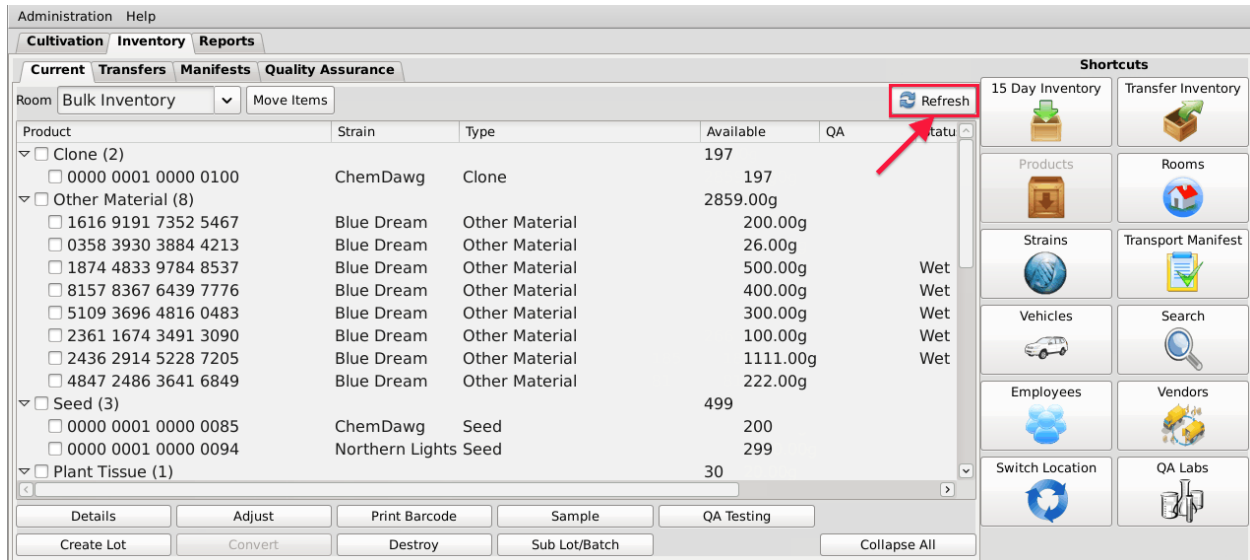 Administration Help
Cultivation Inventory Reports
Current Transfers Manifests Quality Assurance
Room Bulk Inventory Move Items Refresh
Product Strain Type Available QA Statu
Clone (2) 197
0000 0001 0000 0100 ChemDawg Clone 197
Other Material (8) 2859.00g
1616 9191 7352 5467 Blue Dream Other Material 200.00g
0358 3930 3884 4213 Blue Dream Other Material 26.00g
1874 4833 9784 8537 Blue Dream Other Material 500.00g Wet
8157 8367 6439 7776 Blue Dream Other Material 400.00g Wet
5109 3696 4816 0483 Blue Dream Other Material 300.00g Wet
2361 1674 3491 3090 Blue Dream Other Material 100.00g Wet
2436 2914 5228 7205 Blue Dream Other Material 1111.00g Wet
4847 2486 3641 6849 Blue Dream Other Material 222.00g
Seed (3) 499
0000 0001 0000 0085 ChemDawg Seed 200
0000 0001 0000 0094 Northern Lights Seed 299
Plant Tissue (1) 30
Details Adjust Print Barcode Sample QA Testing
Create Lot Convert Destroy Sub Lot/Batch Collapse All
Shortcuts
15 Day Inventory Transfer Inventory
Products Rooms
Strains Transport Manifest
Vehicles Search
Employees Vendors
Switch Location QA Labs